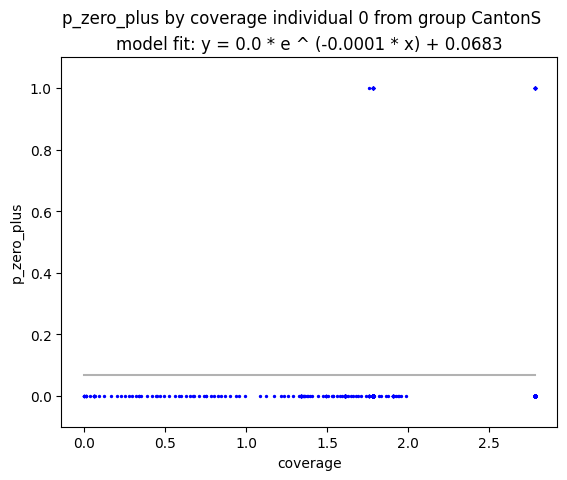 p_zero_plus by coverage individual 0 from group CantonS
model fit: y = 0.0 * e ^ (-0.0001 * x) + 0.0683
1.0
0.8
0.6
0.4
0.2
0.0
p_zero_plus
0.0 0.5 1.0 1.5 2.0 2.5
coverage